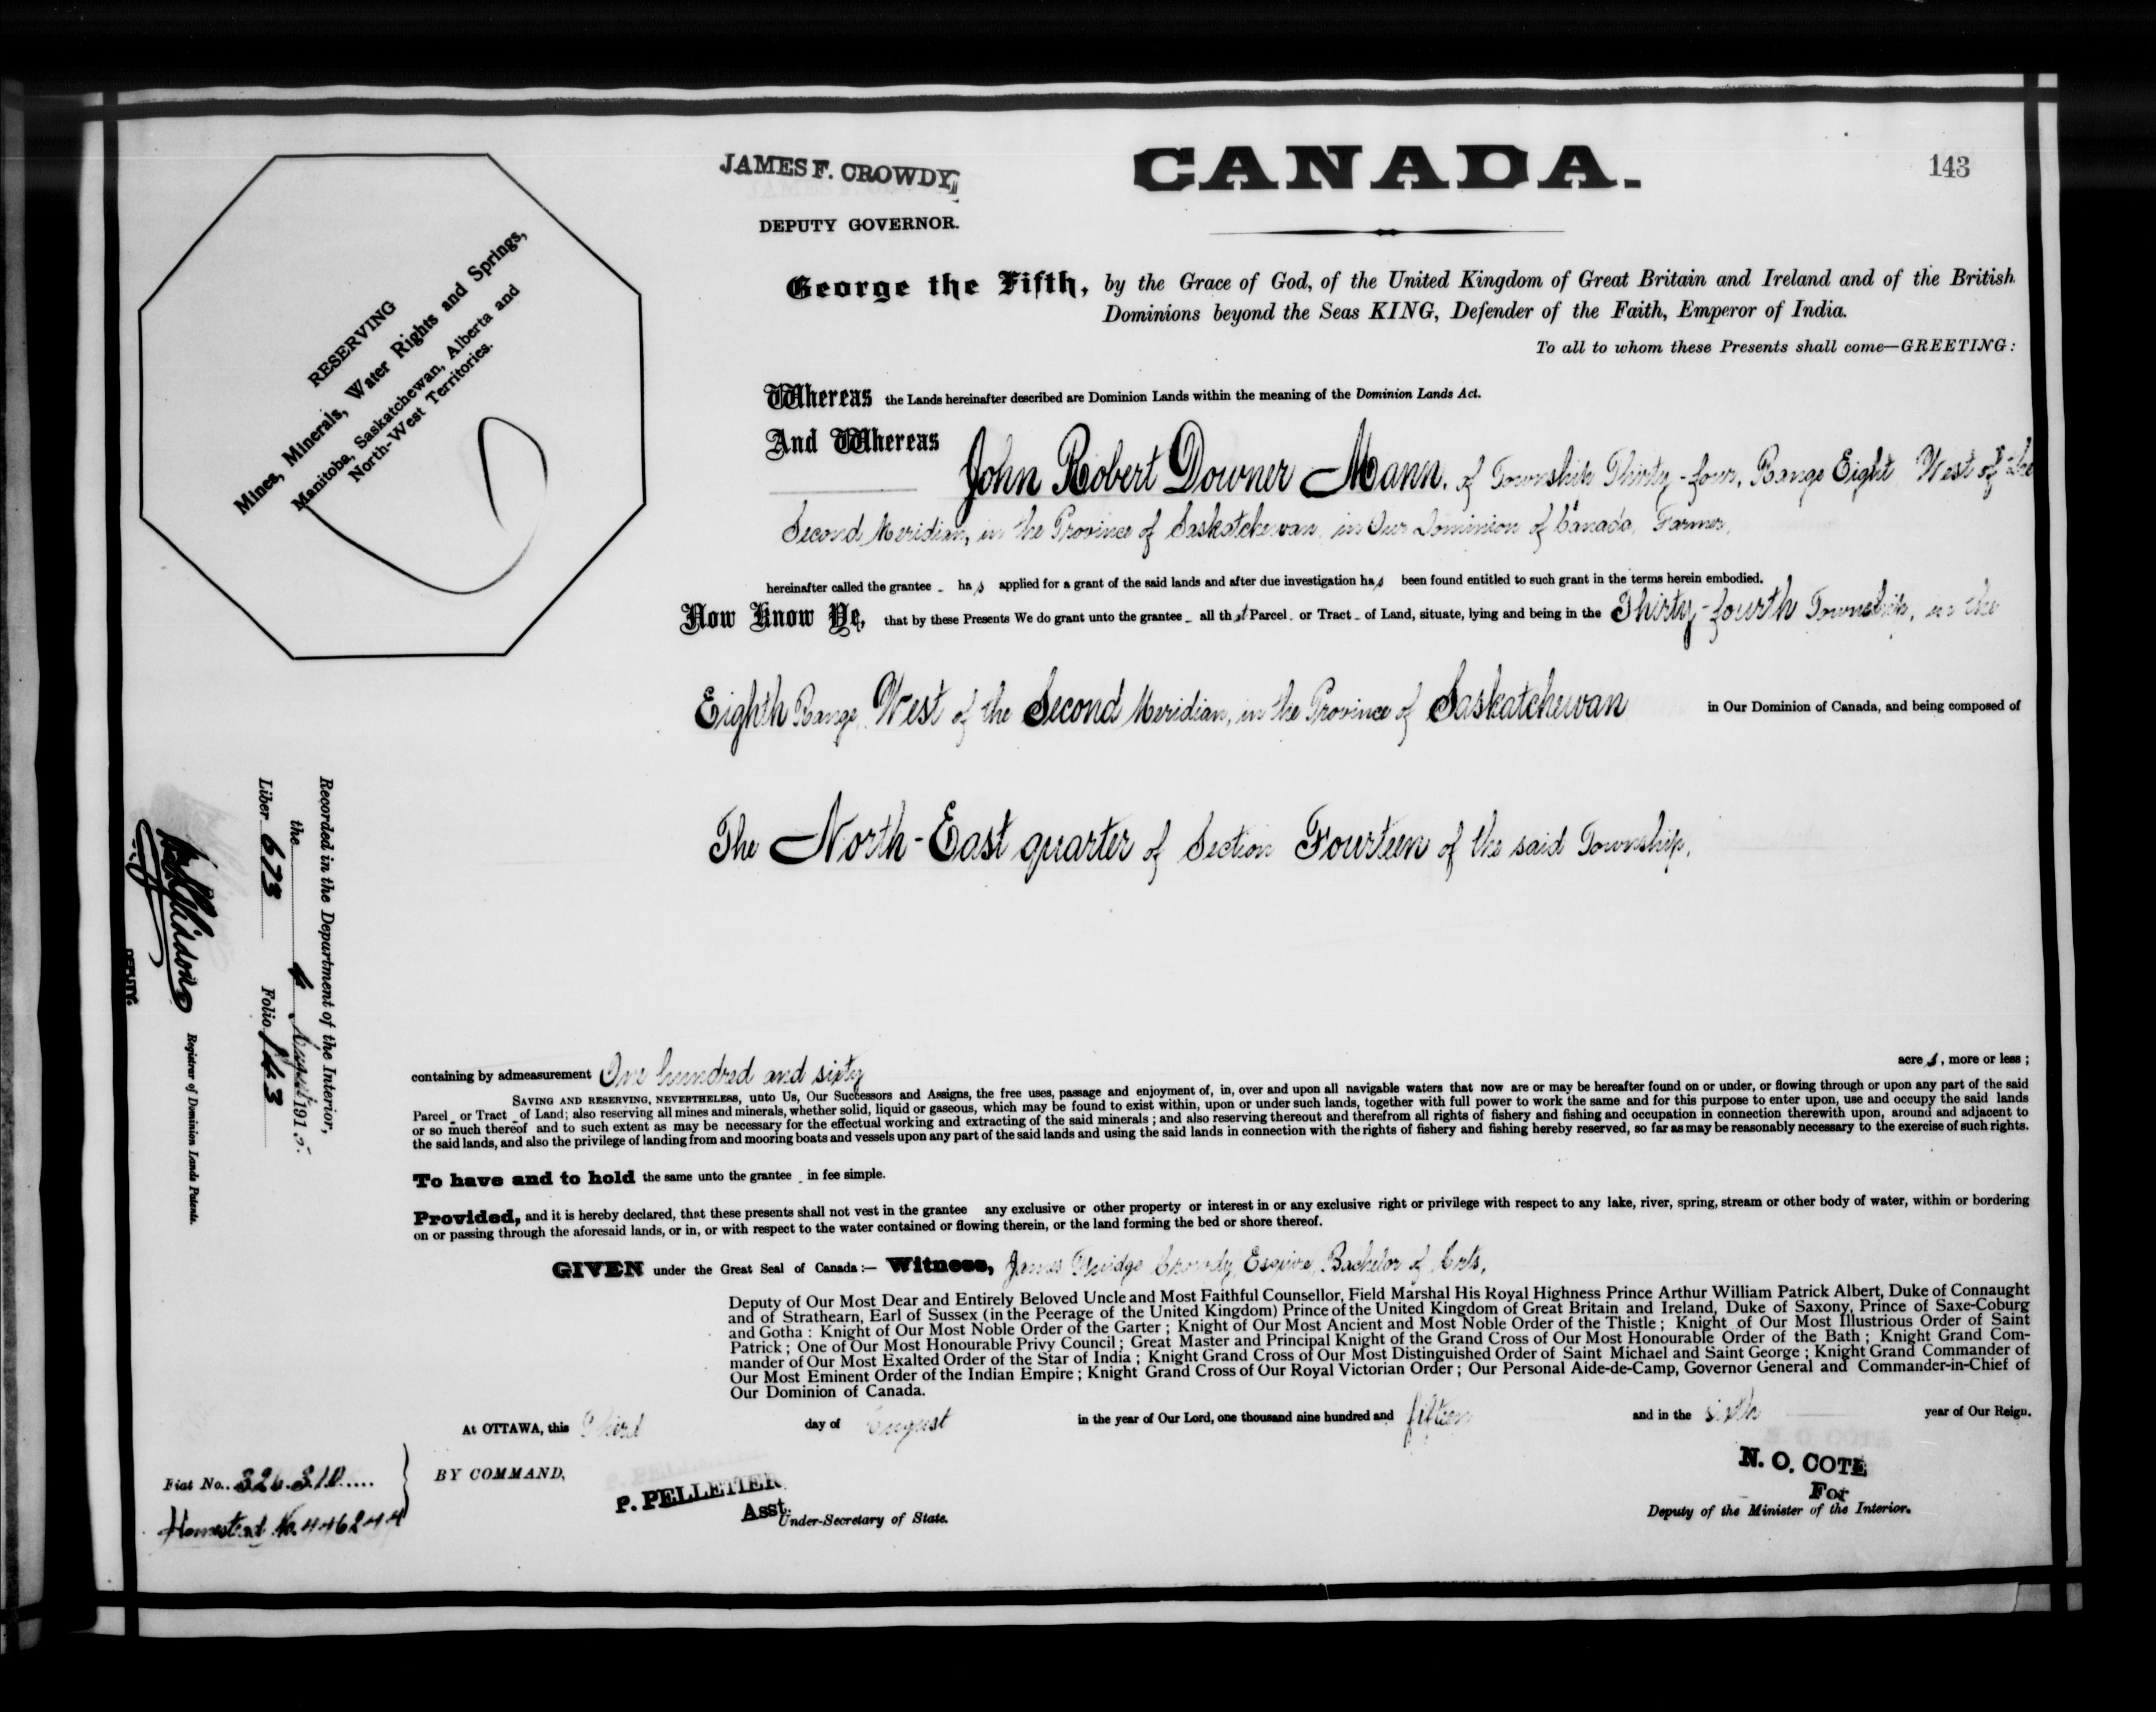 JAMES F. CROWDY,
DEPUTY GOVERNOR.
CANADA.
143
RESERVING
Mines, Minerals, Water Rights and Springs,
Manitoba, Saskatchewan, Alberta and
North-West Territories.
George the Fifth, by the Grace of God, of the United Kingdom of Great Britain and Ireland and of the British
Dominions beyond the Seas KING, Defender of the Faith, Emperor of India.
To all to whom these Presents shall come—GREETING:
Whereas the Lands hereinafter described are Dominion Lands within the meaning of the Dominion Lands Act.
And Whereas John Robert Downer Mann, of Township Thirty-four, Range Eight West of the
Second Meridian, in the Province of Saskatchewan in Our Dominion of Canada, Farmer,
hereinafter called the grantee has applied for a grant of the said lands and after due investigation has been found entitled to such grant in the terms herein embodied.
Now Know Ye, that by these Presents We do grant unto the grantee all that Parcel or Tract of Land, situate, lying and being in the Thirty-fourth Township, in the
Eighth Range, West of the Second Meridian, in the Province of Saskatchewan in Our Dominion of Canada, and being composed of
The North-East quarter of Section Fourteen of the said Township,
Recorded in the Department of the Interior,
the 4 August 1915.
Liber 673 Folio 143
Registrar of Dominion Lands Patents.
DEPUTY.
containing by admeasurement One hundred and sixty acres, more or less;
SAVING AND RESERVING, NEVERTHELESS, unto Us, Our Successors and Assigns, the free uses, passage and enjoyment of, in, over and upon all navigable waters that now are or may be hereafter found on or under, or flowing through or upon any part of the said
Parcel or Tract of Land; also reserving all mines and minerals, whether solid, liquid or gaseous, which may be found to exist within, upon or under such lands, together with full power to work the same and for this purpose to enter upon, use and occupy the said lands
or so much thereof and to such extent as may be necessary for the effectual working and extracting of the said minerals; and also reserving thereout and therefrom all rights of fishery and fishing and occupation in connection therewith upon, around and adjacent to
the said lands, and also the privilege of landing from and mooring boats and vessels upon any part of the said lands and using the said lands in connection with the rights of fishery and fishing hereby reserved, so far as may be reasonably necessary to the exercise of such rights.
To have and to hold the same unto the grantee in fee simple.
Provided, and it is hereby declared, that these presents shall not vest in the grantee any exclusive or other property or interest in or any exclusive right or privilege with respect to any lake, river, spring, stream or other body of water, within or bordering
on or passing through the aforesaid lands, or in, or with respect to the water contained or flowing therein, or the land forming the bed or shore thereof.
GIVEN under the Great Seal of Canada:— Witness, James Fluidge Crowdy, Esquire, Bachelor of Arts,
Deputy of Our Most Dear and Entirely Beloved Uncle and Most Faithful Counsellor, Field Marshal His Royal Highness Prince Arthur William Patrick Albert, Duke of Connaught
and of Strathearn, Earl of Sussex (in the Peerage of the United Kingdom) Prince of the United Kingdom of Great Britain and Ireland, Duke of Saxony, Prince of Saxe-Coburg
and Gotha: Knight of Our Most Noble Order of the Garter; Knight of Our Most Ancient and Most Noble Order of the Thistle; Knight of Our Most Illustrious Order of Saint
Patrick; One of Our Most Honourable Privy Council; Great Master and Principal Knight of the Grand Cross of Our Most Honourable Order of the Bath; Knight Grand Com-
mander of Our Most Exalted Order of the Star of India; Knight Grand Cross of Our Most Distinguished Order of Saint Michael and Saint George; Knight Grand Commander of
Our Most Eminent Order of the Indian Empire; Knight Grand Cross of Our Royal Victorian Order; Our Personal Aide-de-Camp, Governor General and Commander-in-Chief of
Our Dominion of Canada.
At OTTAWA, this Third day of August in the year of Our Lord, one thousand nine hundred and fifteen and in the sixth year of Our Reign.
Fiat No. 326310
Homestead No. 446244
BY COMMAND,
P. PELLETIER
Asst. Under-Secretary of State.
N. O. COTE
For
Deputy of the Minister of the Interior.